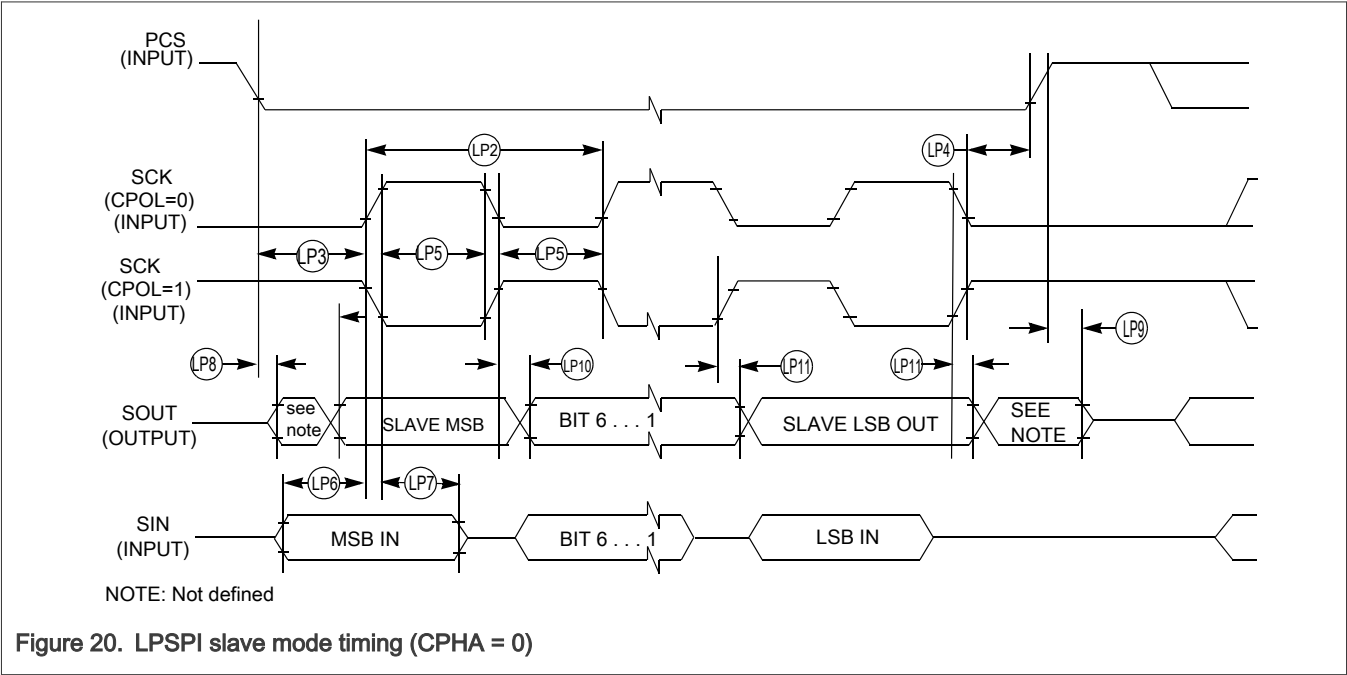 PCS
(INPUT)
LP2
LP4
SCK
(CPOL=0)
(INPUT)
LP3
LP5
LP5
SCK
(CPOL=1)
(INPUT)
LP8
LP10
LP11
LP11
LP9
SOUT
(OUTPUT)
see
note
SLAVE MSB
BIT 6 . . . 1
SLAVE LSB OUT
SEE
NOTE
LP6
LP7
SIN
(INPUT)
MSB IN
BIT 6 . . . 1
LSB IN
NOTE: Not defined
Figure 20. LPSPI slave mode timing (CPHA = 0)